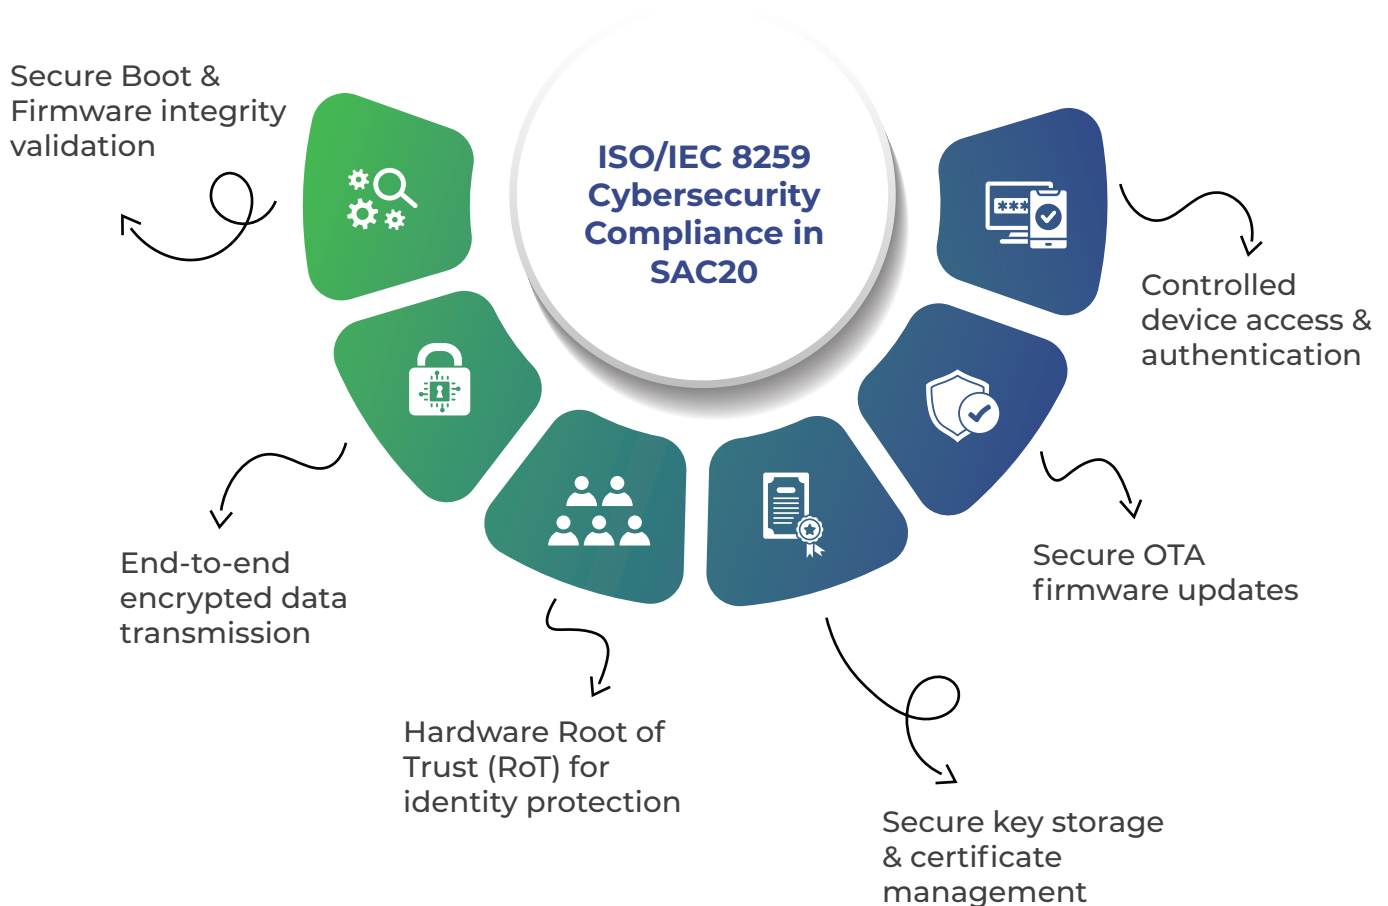 Secure Boot &
Firmware integrity
validation
ISO/IEC 8259
Cybersecurity
Compliance in
SAC20
Controlled
device access &
authentication
***
End-to-end
encrypted data
transmission
Secure OTA
firmware updates
Hardware Root of
Trust (RoT) for
identity protection
Secure key storage
& certificate
management